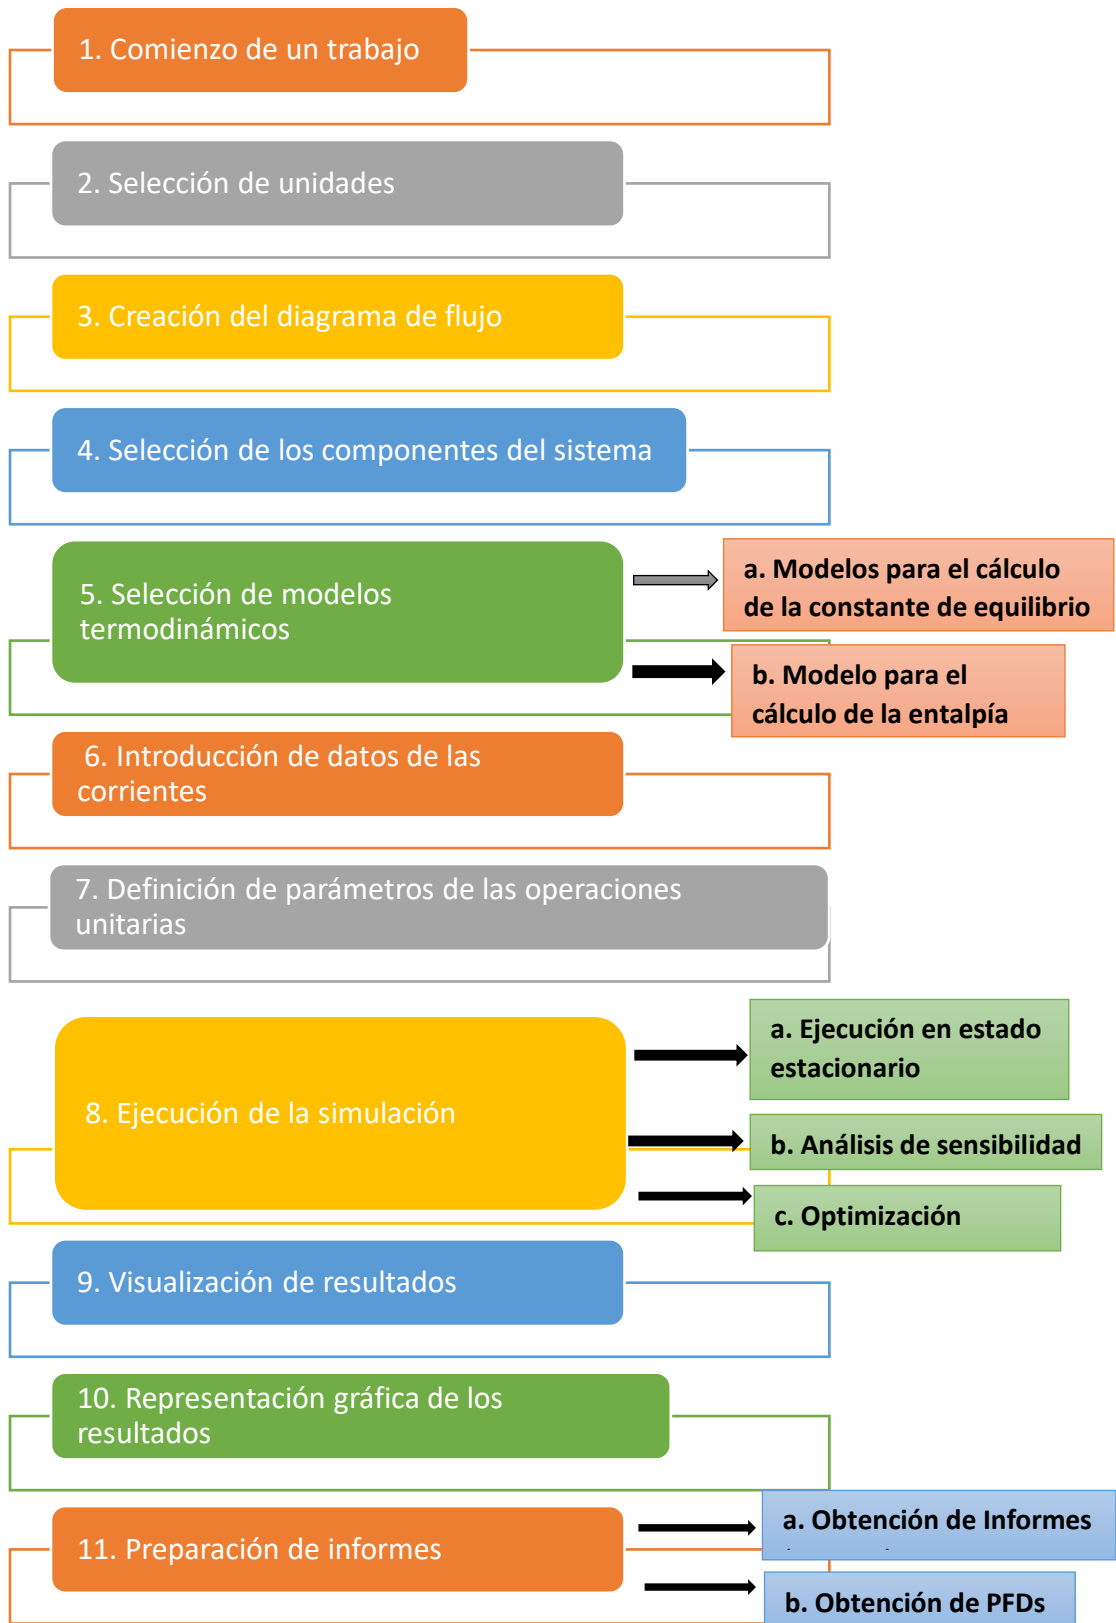 1. Comienzo de un trabajo
2. Selección de unidades
3. Creación del diagrama de flujo
4. Selección de los componentes del sistema
5. Selección de modelos
termodinámicos
a. Modelos para el cálculo
de la constante de equilibrio
b. Modelo para el
cálculo de la entalpía
6. Introducción de datos de las
corrientes
7. Definición de parámetros de las operaciones
unitarias
8. Ejecución de la simulación
a. Ejecución en estado
estacionario
b. Análisis de sensibilidad
c. Optimización
9. Visualización de resultados
10. Representación gráfica de los
resultados
11. Preparación de informes
a. Obtención de Informes
b. Obtención de PFDs